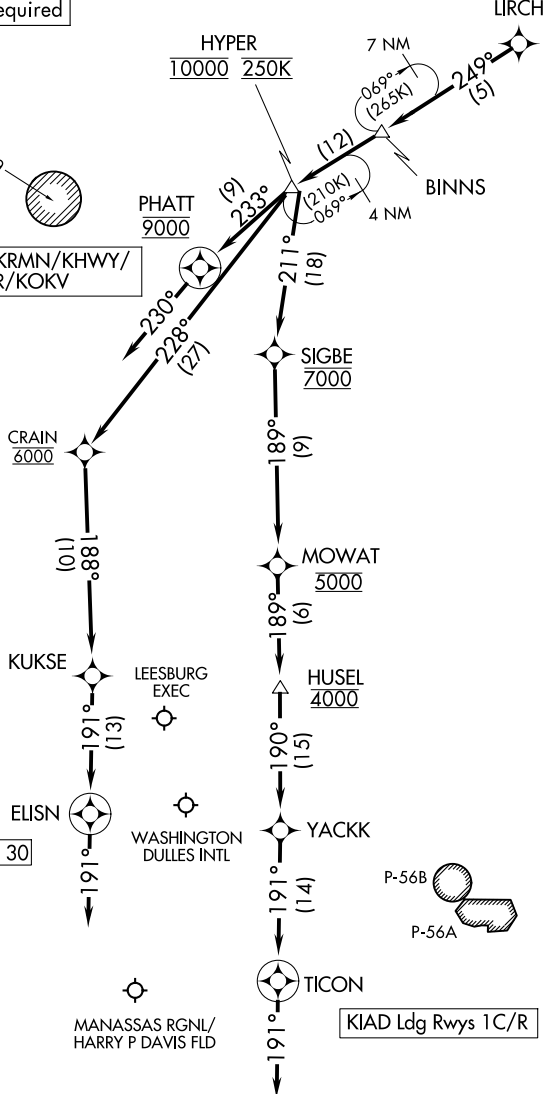 equired
LIRCH
HYPER
10000 250K
7 NM
069°
(265K)
249°
(5)
(12)
BINNS
(210K)
069°
4 NM
(9)
233°
PHATT
9000
KRMN/KHWY/
R/KOKV
230°
228°
(27)
211°
(18)
SIGBE
7000
CRAIN
6000
189°
(9)
188°
(10)
MOWAT
5000
189°
(6)
KUKSE
LEESBURG
EXEC
HUSEL
4000
191°
(13)
190°
(15)
ELISN
WASHINGTON
DULLES INTL
YACKK
30
191°
191°
(14)
P-56B
P-56A
TICON
MANASSAS RGNL/
HARRY P DAVIS FLD
KIAD Ldg Rwys 1C/R
191°